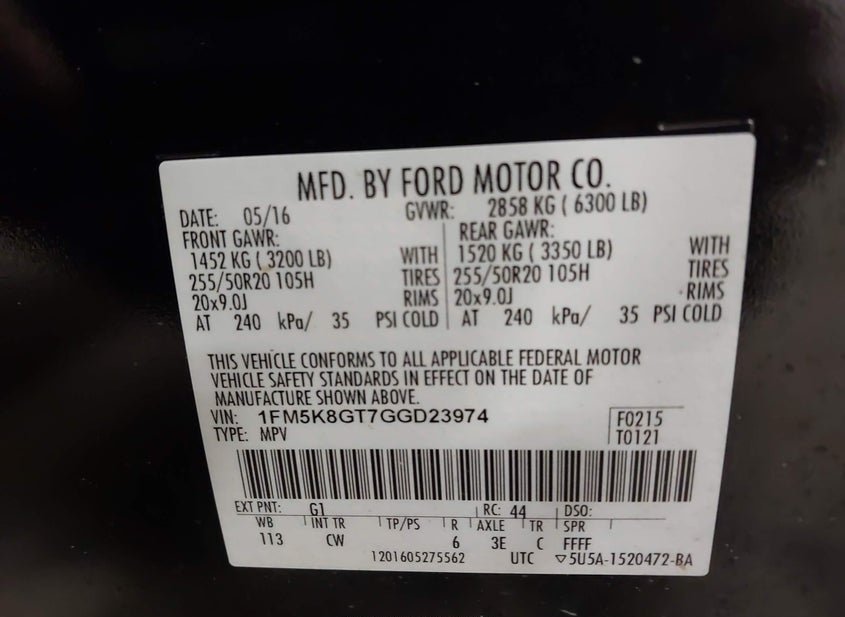 MFD. BY FORD MOTOR CO.
DATE: 05/16 GVWR: 2858 KG ( 6300 LB)
FRONT GAWR: REAR GAWR:
1452 KG ( 3200 LB) WITH 1520 KG ( 3350 LB) WITH
255/50R20 105H TIRES 255/50R20 105H TIRES
20x9.0J RIMS 20x9.0J RIMS
AT 240 kPa/ 35 PSI COLD AT 240 kPa/ 35 PSI COLD
THIS VEHICLE CONFORMS TO ALL APPLICABLE FEDERAL MOTOR
VEHICLE SAFETY STANDARDS IN EFFECT ON THE DATE OF
MANUFACTURE SHOWN ABOVE.
VIN: 1FM5K8GT7GGD23974 F0215
TYPE: MPV T0121
EXT PNT: G1 RC: 44 DSO:
WB INT TR TP/PS R AXLE TR SPR
113 CW 6 3E C FFFF
1201605275562 UTC ▽5U5A-1520472-BA